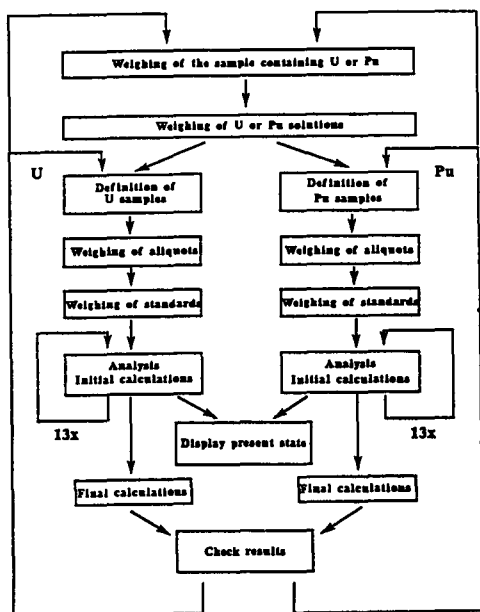 Weighing of the sample containing U or Pu
Weighing of U or Pu solutions
U
Pu
Definition of
U samples
Definition of
Pu samples
Weighing of aliquots
Weighing of aliquots
Weighing of standards
Weighing of standards
Analysis
Initial calculations
Analysis
Initial calculations
13x
13x
Display present state
Final calculations
Final calculations
Check results